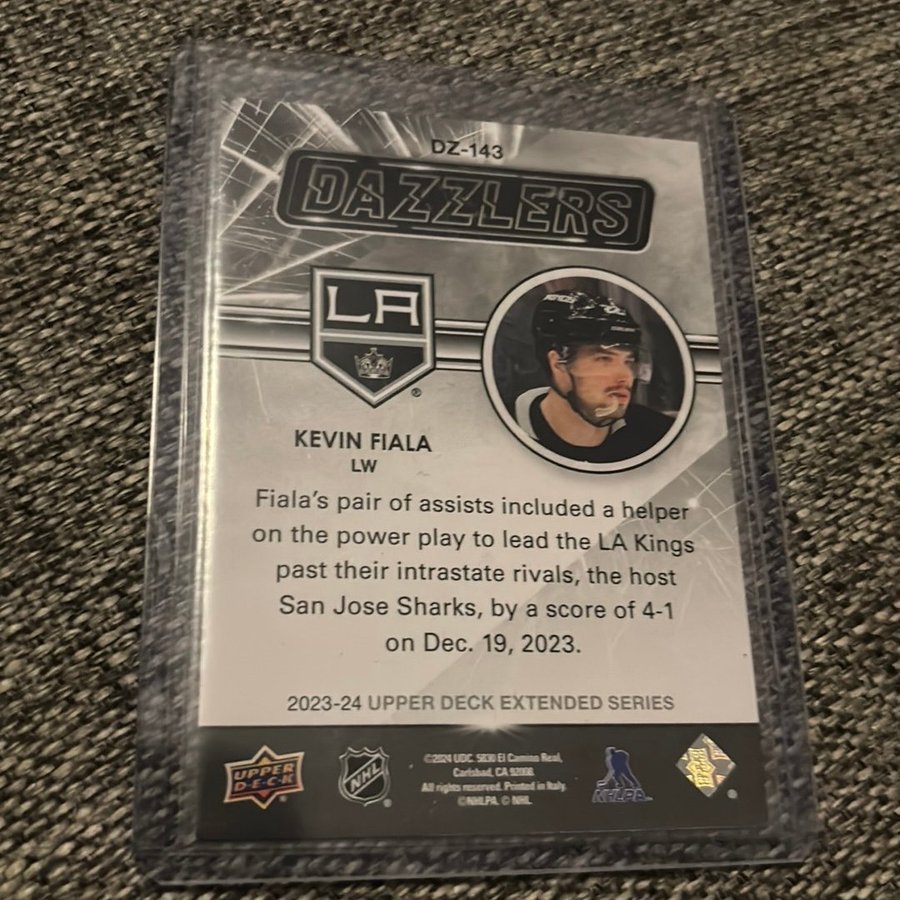 DZ-143
DAZZLERS
LA
®
KEVIN FIALA
LW
Fiala's pair of assists included a helper
on the power play to lead the LA Kings
past their intrastate rivals, the host
San Jose Sharks, by a score of 4-1
on Dec. 19, 2023.
2023-24 UPPER DECK EXTENDED SERIES
UPPER
DECK
®
NHL
®
©2024 UDC. 5830 El Camino Real,
Carlsbad, CA 92008.
All rights reserved. Printed in Italy.
©NHLPA. © NHL
NHLPA